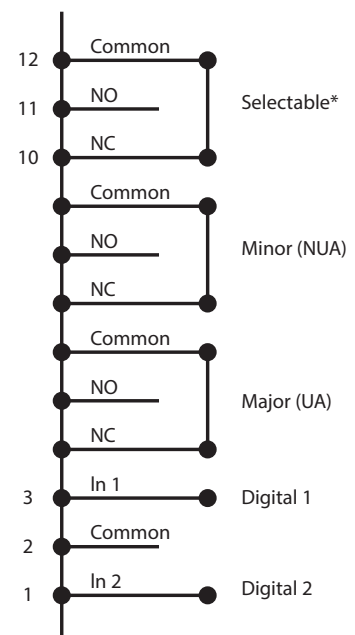 Common
12
NO
11
Selectable*
NC
10
Common
NO
Minor (NUA)
NC
Common
NO
Major (UA)
NC
In 1
3
Digital 1
Common
2
In 2
1
Digital 2